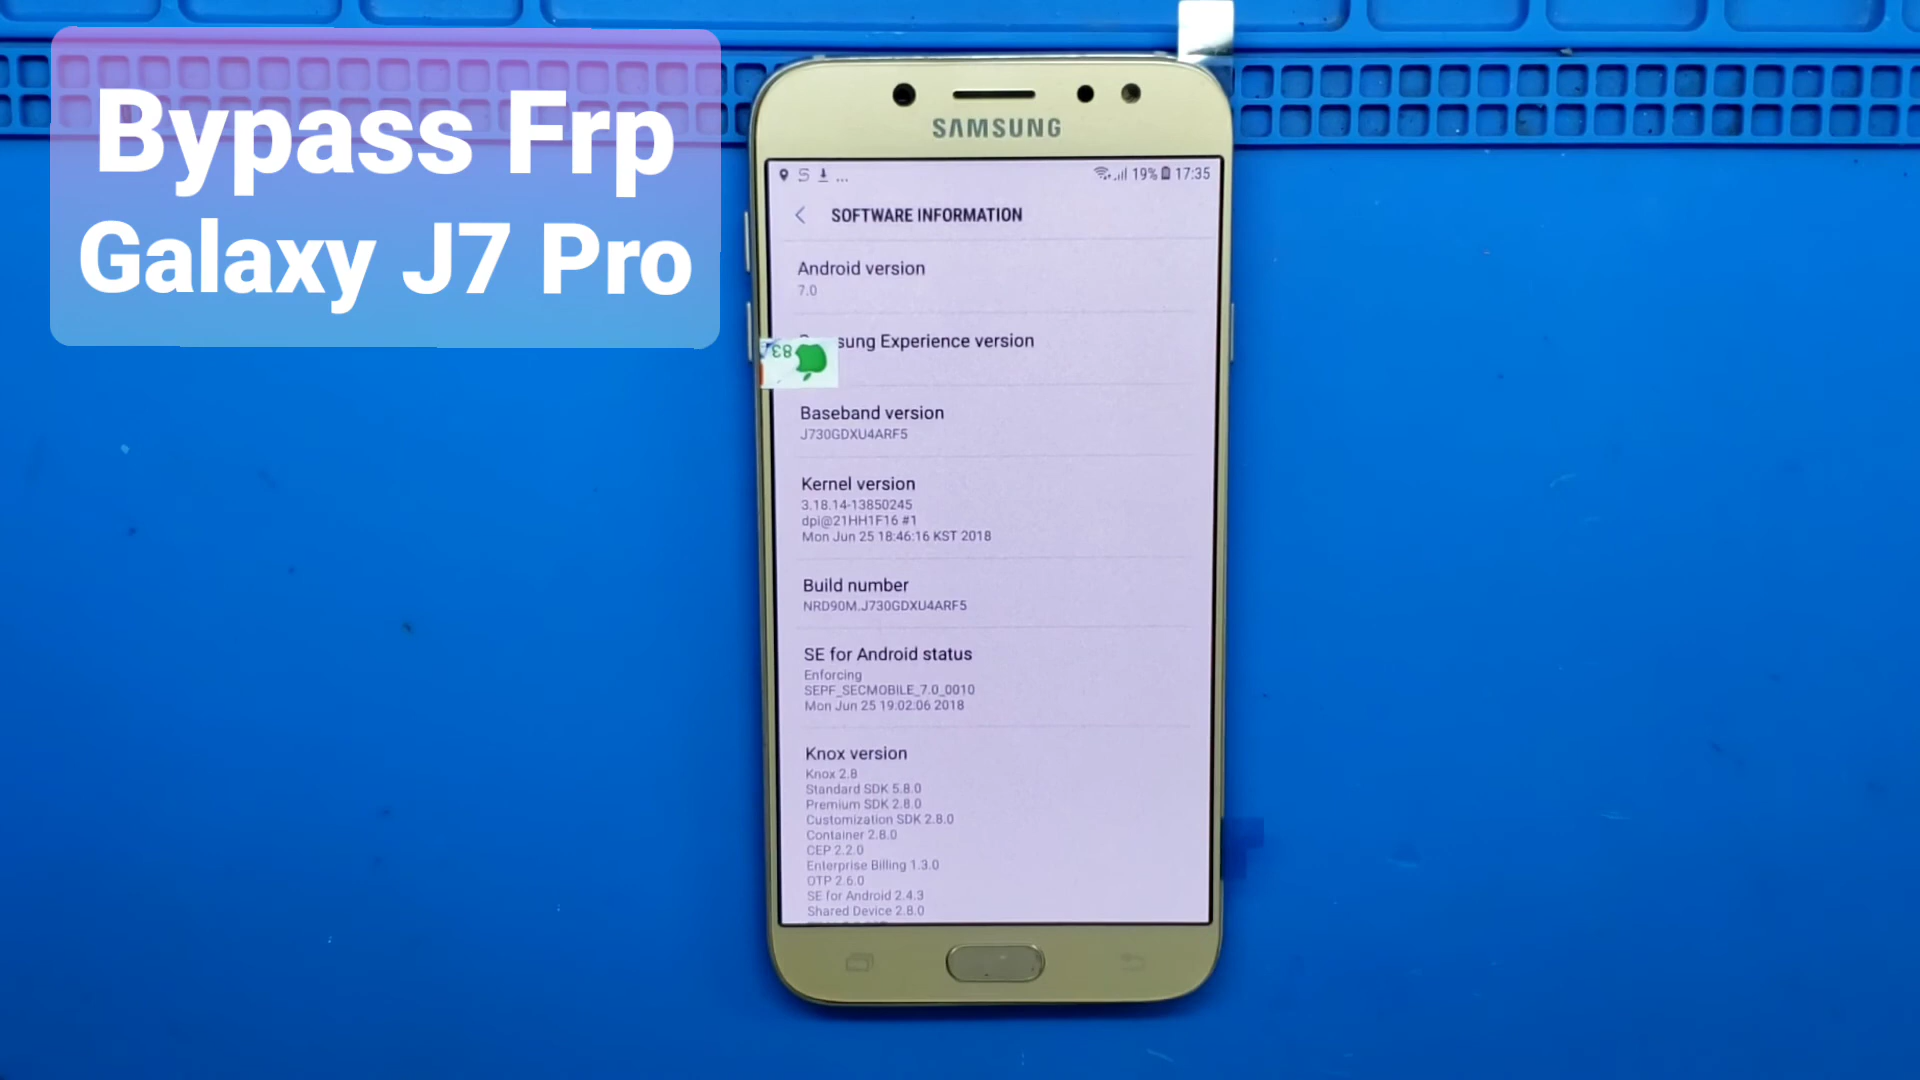 Bypass Frp
Galaxy J7 Pro
SAMSUNG
19% 17:35
SOFTWARE INFORMATION
Android version
7.0
sung Experience version
83
Baseband version
J730GDXU4ARF5
Kernel version
3.18.14-13850245
dpi@21HH1F16 #1
Mon Jun 25 18:46:16 KST 2018
Build number
NRD90M.J730GDXU4ARF5
SE for Android status
Enforcing
SEPF_SECMOBILE_7.0_0010
Mon Jun 25 19:02:06 2018
Knox version
Knox 2.8
Standard SDK 5.8.0
Premium SDK 2.8.0
Customization SDK 2.8.0
Container 2.8.0
CEP 2.2.0
Enterprise Billing 1.3.0
OTP 2.6.0
SE for Android 2.4.3
Shared Device 2.8.0